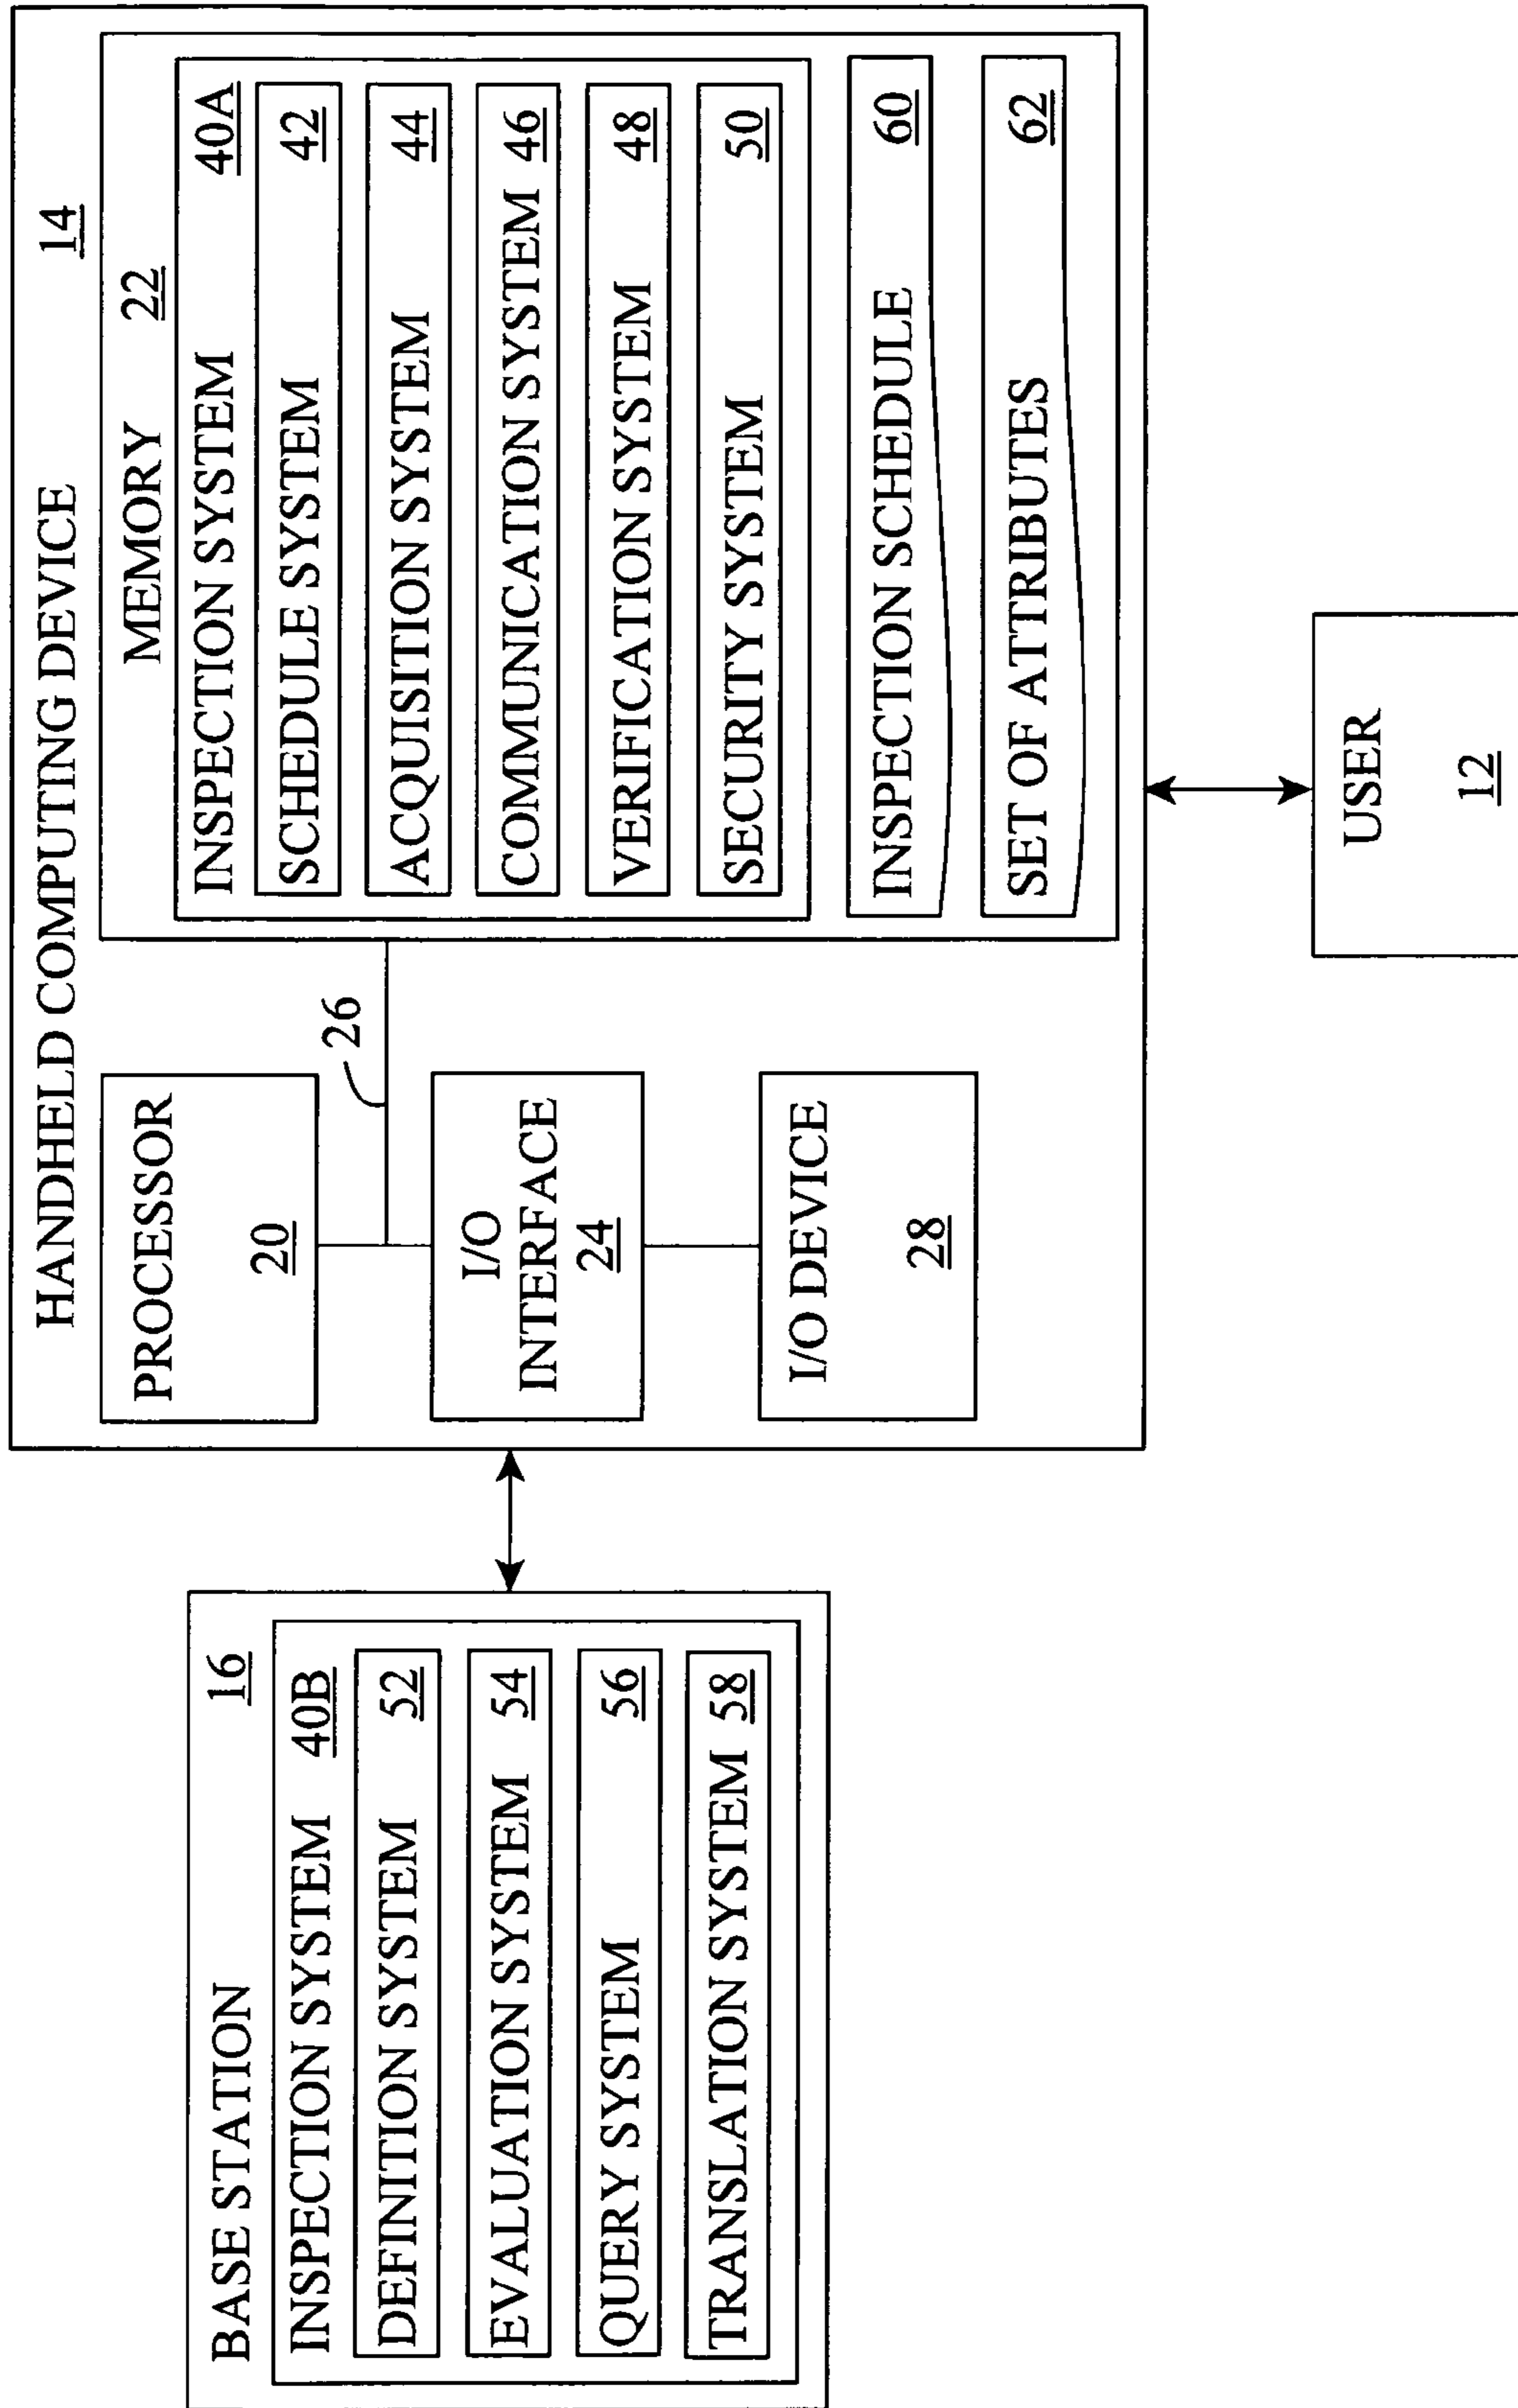 BASE STATION 16
INSPECTION SYSTEM 40B
DEFINITION SYSTEM 52
EVALUATION SYSTEM 54
QUERY SYSTEM 56
TRANSLATION SYSTEM 58
HANDHELD COMPUTING DEVICE 14
PROCESSOR
20
26
I/O
INTERFACE
24
I/O DEVICE
28
MEMORY 22
INSPECTION SYSTEM 40A
SCHEDULE SYSTEM 42
ACQUISITION SYSTEM 44
COMMUNICATION SYSTEM 46
VERIFICATION SYSTEM 48
SECURITY SYSTEM 50
INSPECTION SCHEDULE 60
SET OF ATTRIBUTES 62
USER
12